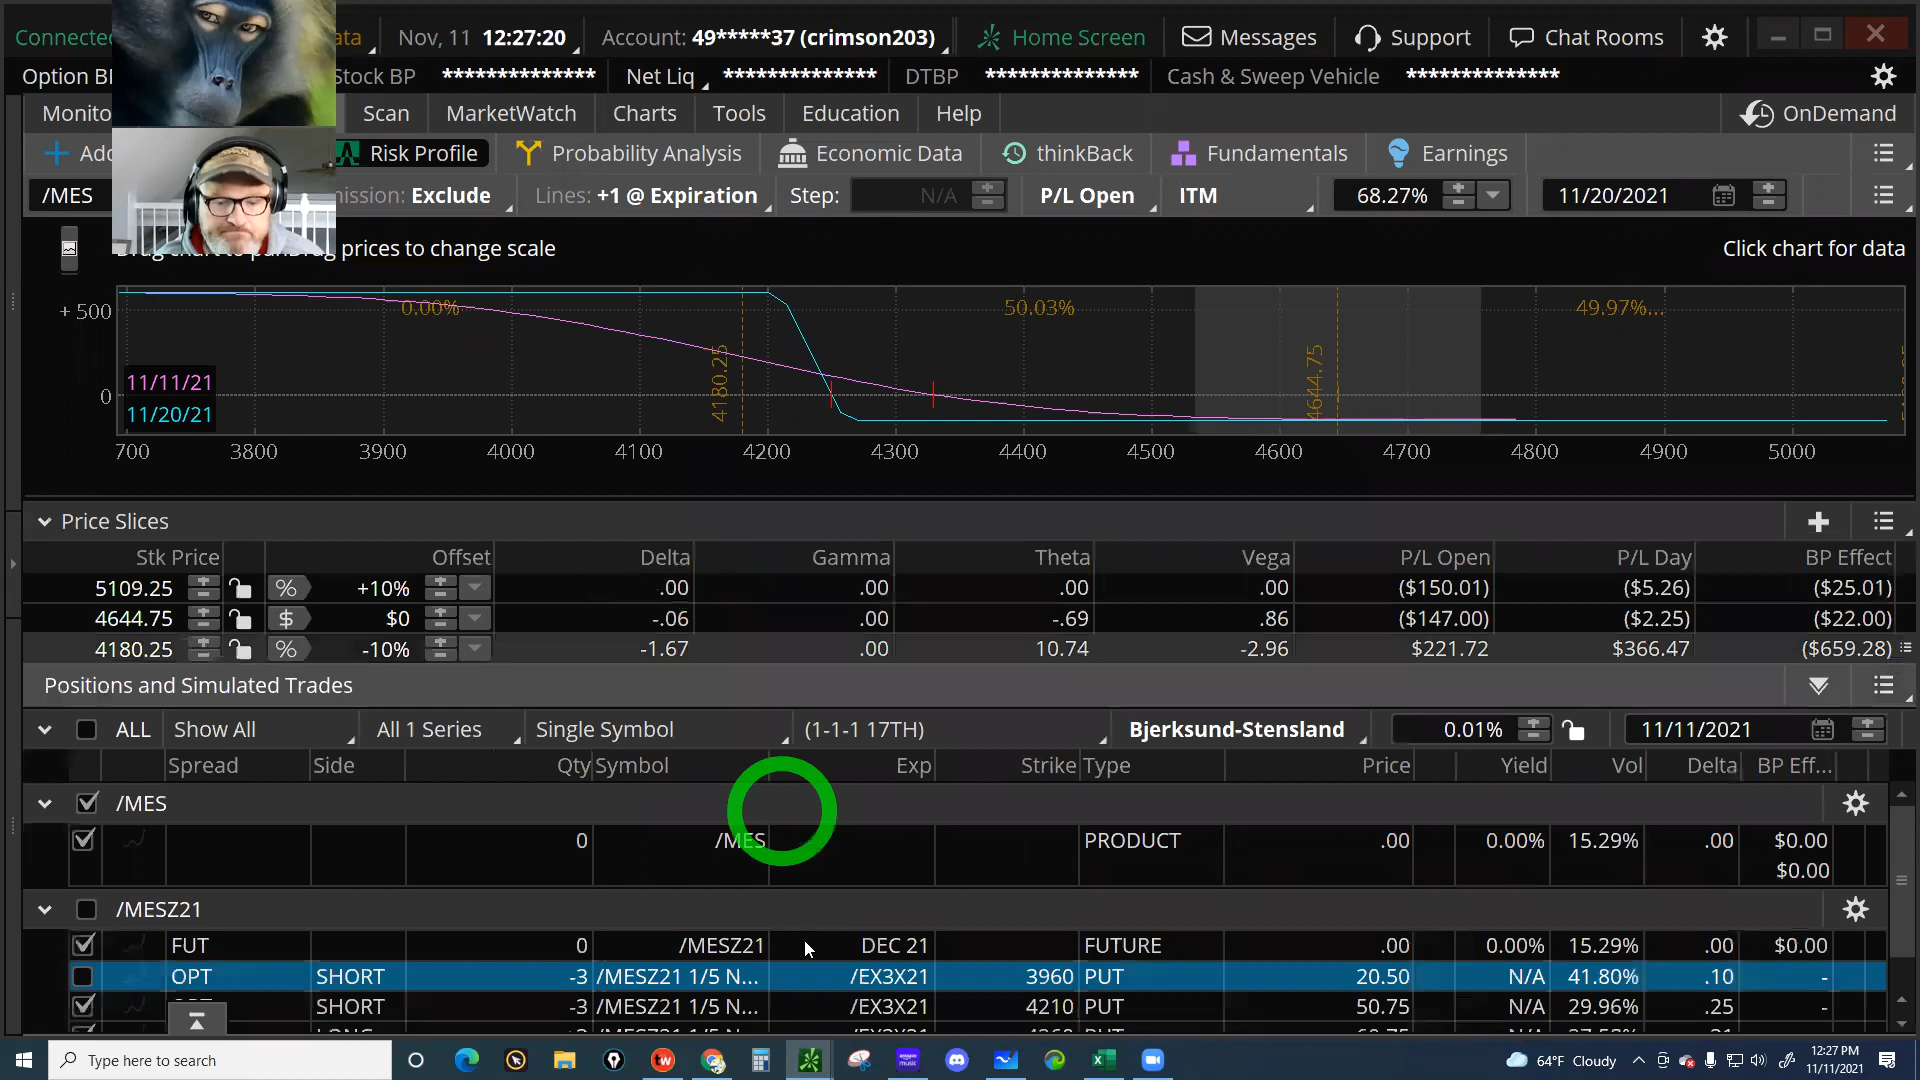 Connected
ata
Nov, 11 12:27:20
Account: 49*****37 (crimson203)
Home Screen
Messages
Support
Chat Rooms
Option B
Stock BP **************
Net Liq **************
DTBP **************
Cash & Sweep Vehicle **************
Monito
Scan
MarketWatch
Charts
Tools
Education
Help
OnDemand
Add
Risk Profile
Probability Analysis
Economic Data
thinkBack
Fundamentals
Earnings
/MES
mission: Exclude
Lines: +1 @ Expiration
Step: N/A
P/L Open
ITM
68.27%
11/20/2021
prices to change scale
Click chart for data
+ 500
0.00%
50.03%
49.97%...
4180.25
4644.75
11/11/21
0
11/20/21
700 3800 3900 4000 4100 4200 4300 4400 4500 4600 4700 4800 4900 5000
Price Slices
Stk Price Offset Delta Gamma Theta Vega P/L Open P/L Day BP Effect
5109.25 % +10% .00 .00 .00 .00 ($150.01) ($5.26) ($25.01)
4644.75 $ $0 -.06 .00 -.69 .86 ($147.00) ($2.25) ($22.00)
4180.25 % -10% -1.67 .00 10.74 -2.96 $221.72 $366.47 ($659.28)
Positions and Simulated Trades
ALL Show All All 1 Series Single Symbol (1-1-1 17TH) Bjerksund-Stensland 0.01% 11/11/2021
Spread Side Qty Symbol Exp Strike Type Price Yield Vol Delta BP Eff...
/MES
0 /MES PRODUCT .00 0.00% 15.29% .00 $0.00
$0.00
/MESZ21
FUT 0 /MESZ21 DEC 21 FUTURE .00 0.00% 15.29% .00 $0.00
OPT SHORT -3 /MESZ21 1/5 N... /EX3X21 3960 PUT 20.50 N/A 41.80% .10 -
SHORT -3 /MESZ21 1/5 N... /EX3X21 4210 PUT 50.75 N/A 29.96% .25 -
Type here to search
64°F Cloudy
12:27 PM
11/11/2021